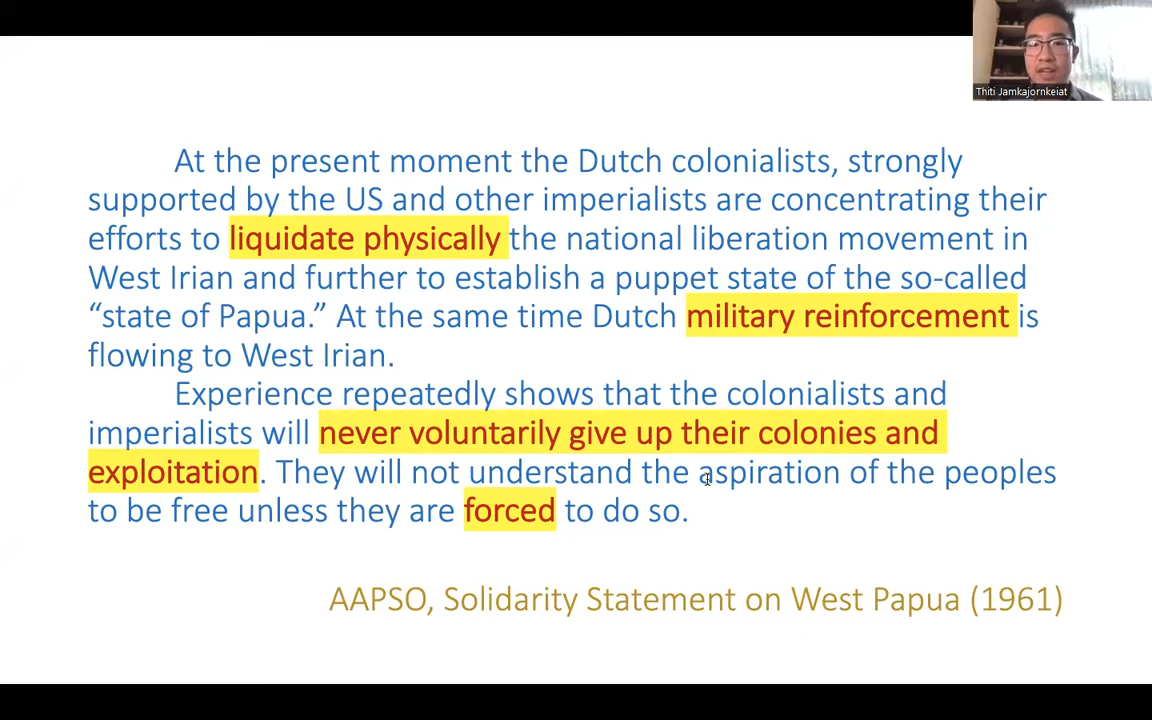 Thiti Jamkajornkeiat
At the present moment the Dutch colonialists, strongly
supported by the US and other imperialists are concentrating their
efforts to liquidate physically the national liberation movement in
West Irian and further to establish a puppet state of the so-called
“state of Papua.” At the same time Dutch military reinforcement is
flowing to West Irian.
Experience repeatedly shows that the colonialists and
imperialists will never voluntarily give up their colonies and
exploitation. They will not understand the aspiration of the peoples
to be free unless they are forced to do so.
AAPSO, Solidarity Statement on West Papua (1961)